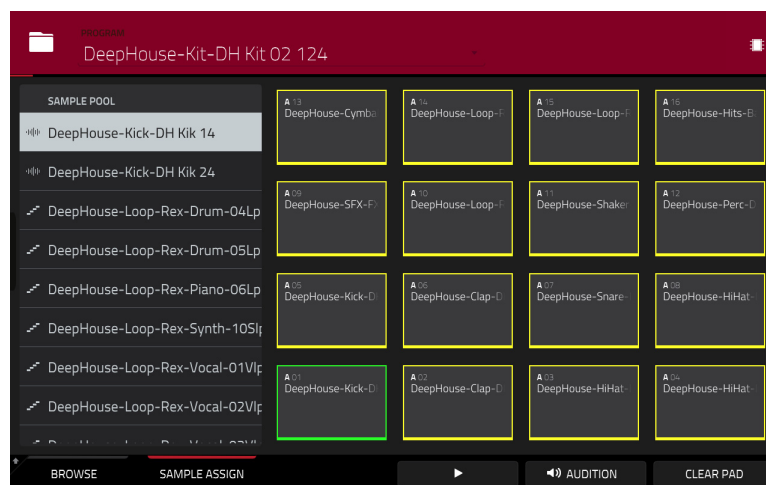 PROGRAM
DeepHouse-Kit-DH Kit 02 124
SAMPLE POOL
DeepHouse-Kick-DH Kik 14
DeepHouse-Kick-DH Kik 24
DeepHouse-Loop-Rex-Drum-04Lp
DeepHouse-Loop-Rex-Drum-05Lp
DeepHouse-Loop-Rex-Piano-06Lp
DeepHouse-Loop-Rex-Synth-10Slp
DeepHouse-Loop-Rex-Vocal-01Vlp
DeepHouse-Loop-Rex-Vocal-02Vlp
A 13
DeepHouse-Cymba
A 14
DeepHouse-Loop-F
A 15
DeepHouse-Loop-F
A 16
DeepHouse-Hits-B
A 09
DeepHouse-SFX-FX
A 10
DeepHouse-Loop-F
A 11
DeepHouse-Shaker
A 12
DeepHouse-Perc-D
A 05
DeepHouse-Kick-D
A 06
DeepHouse-Clap-D
A 07
DeepHouse-Snare-
A 08
DeepHouse-HiHat-
A 01
DeepHouse-Kick-D
A 02
DeepHouse-Clap-D
A 03
DeepHouse-HiHat-
A 04
DeepHouse-HiHat-
BROWSE
SAMPLE ASSIGN
AUDITION
CLEAR PAD